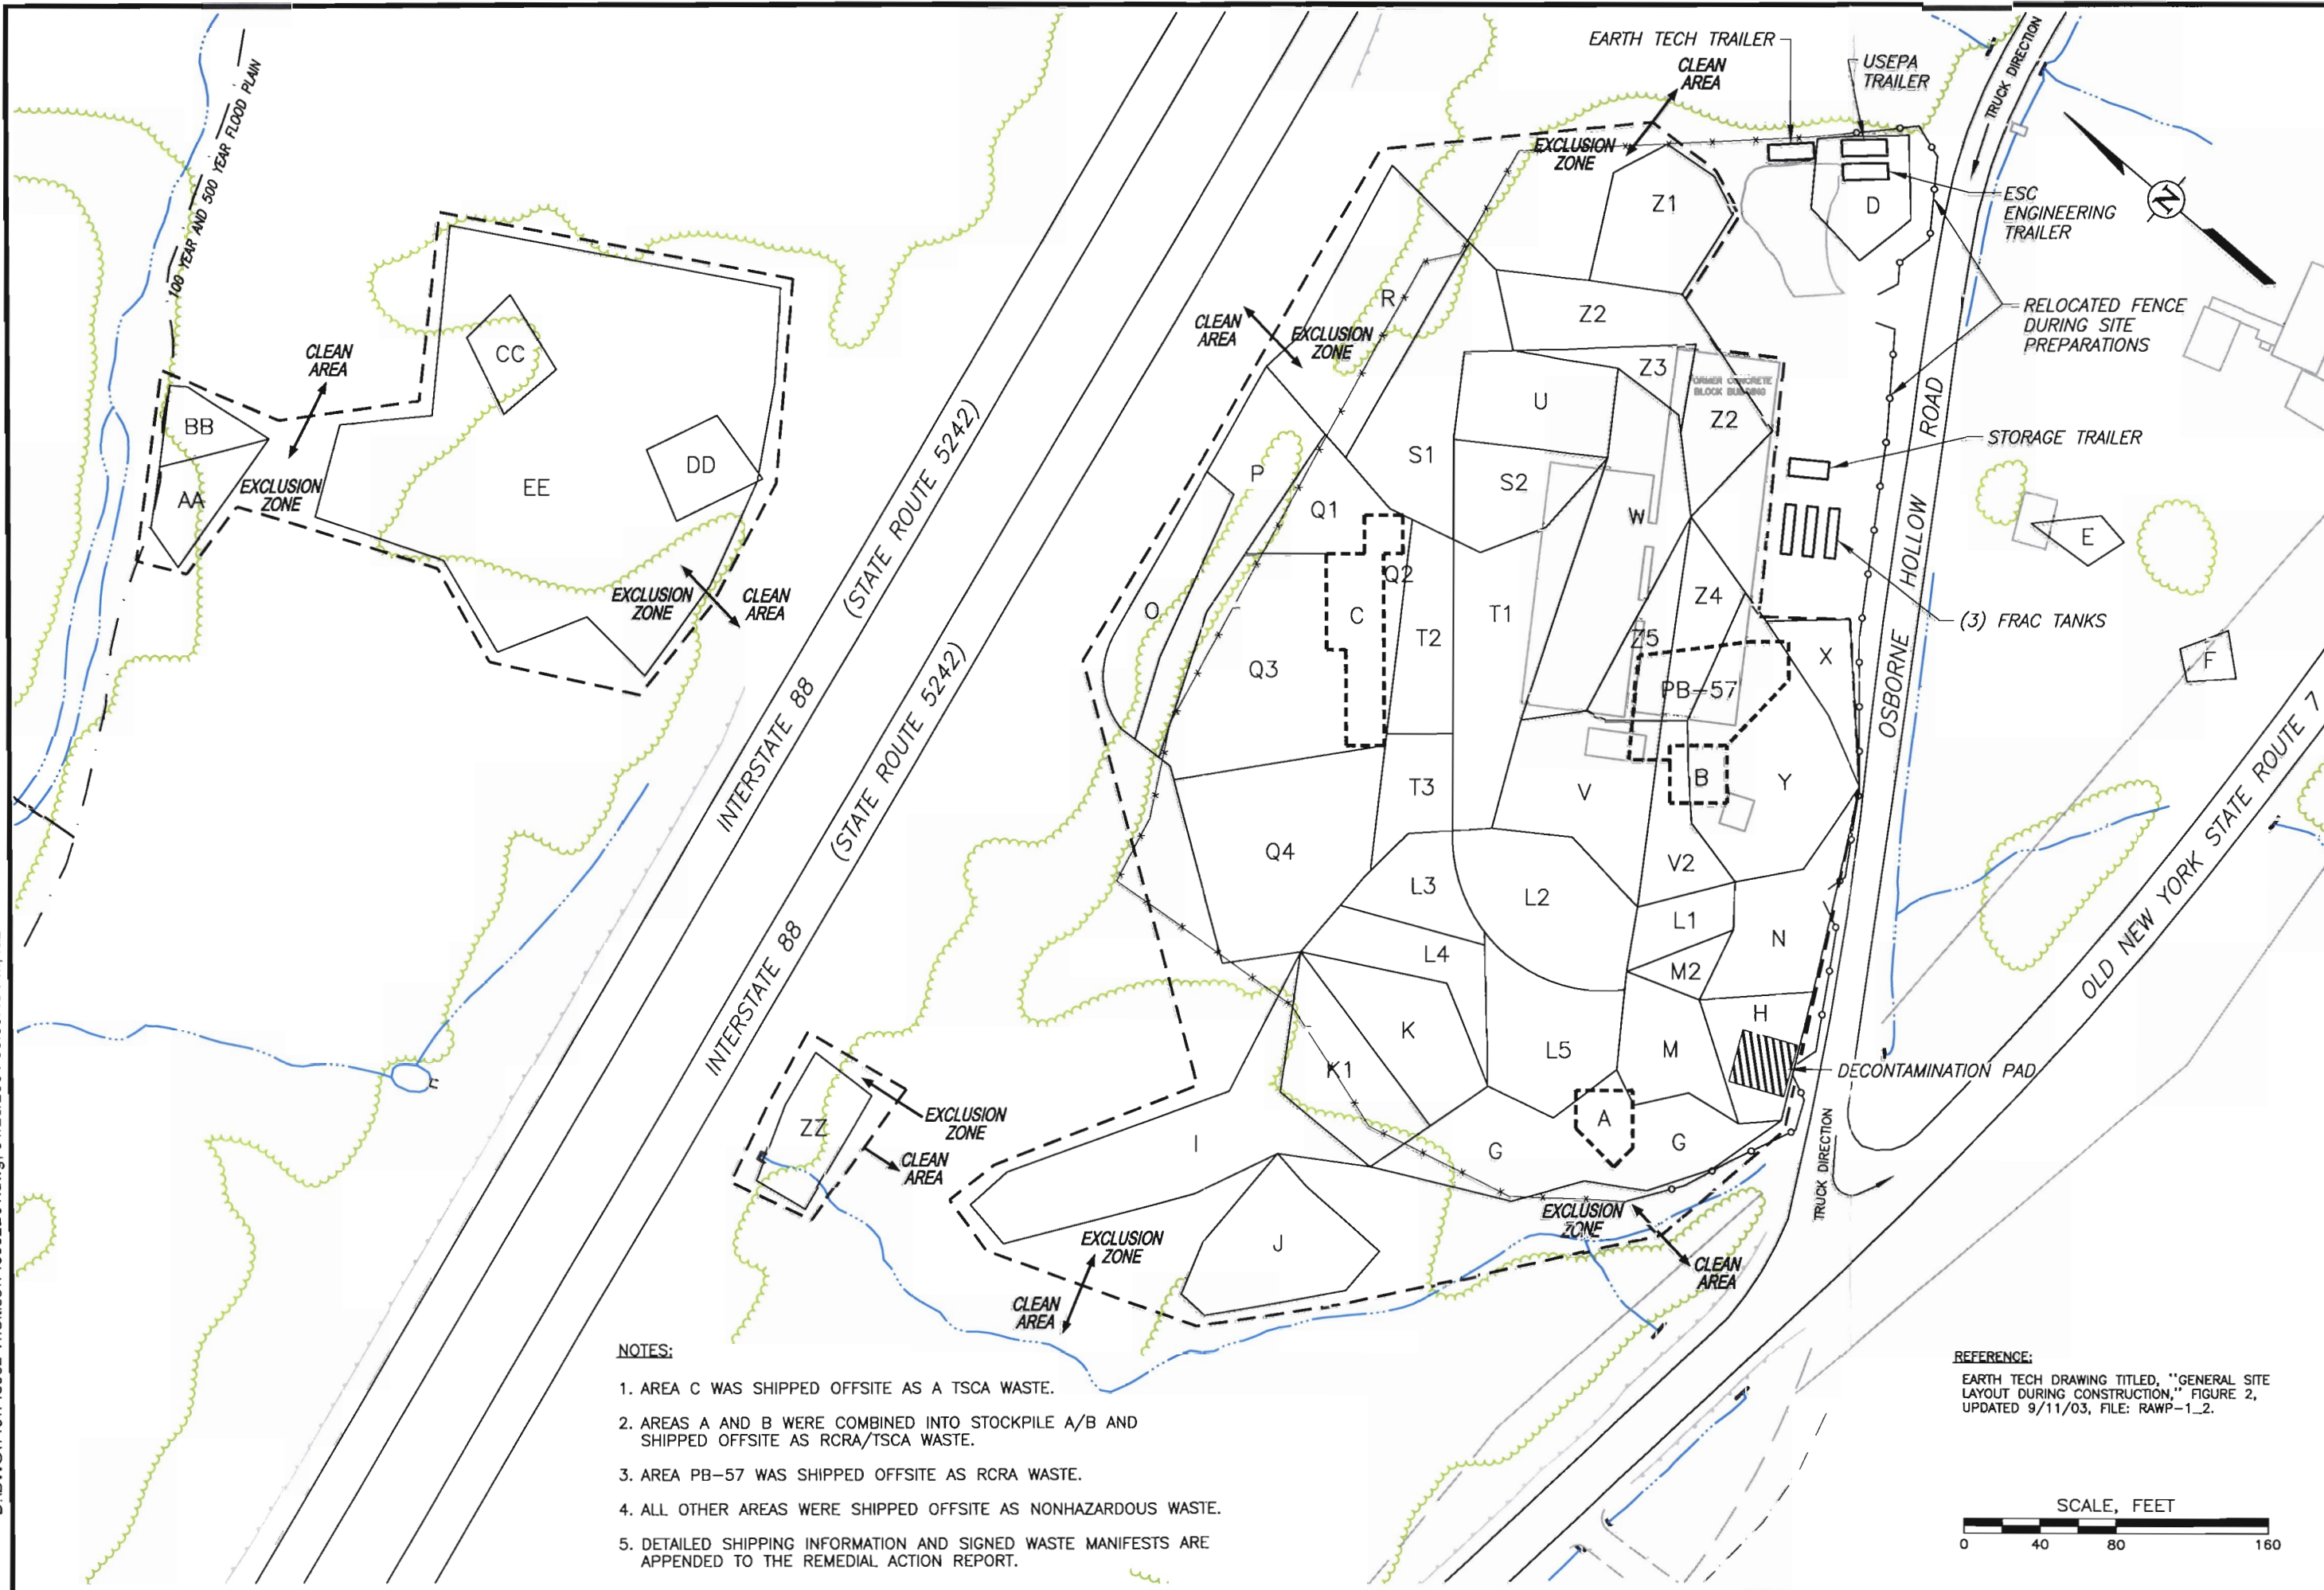 EARTH TECH TRAILER
CLEAN
AREA
USEPA
TRAILER
TRUCK DIRECTION
100 YEAR AND 500 YEAR FLOOD PLAIN
EXCLUSION
ZONE
Z1
D
N
ESC
ENGINEERING
TRAILER
R
Z2
CLEAN
AREA
EXCLUSION
ZONE
RELOCATED FENCE
DURING SITE
PREPARATIONS
CLEAN
AREA
CC
Z3
BLOCK BUILDING
U
Z2
BB
ROAD
STORAGE TRAILER
(STATE ROUTE 5242)
S1
P
DD
S2
EE
AA
EXCLUSION
ZONE
Q1
W
HOLLOW
E
Q2
EXCLUSION
ZONE
CLEAN
AREA
O
C
T1
Z4
(3) FRAC TANKS
T2
Z5
X
F
Q3
PB-57
OSBORNE
INTERSTATE 88
(STATE ROUTE 5242)
T3
V
B
Y
OLD NEW YORK STATE ROUTE 7
Q4
V2
L3
L2
L1
N
L4
M2
INTERSTATE 88
H
K
L5
M
K1
DECONTAMINATION PAD
ZZ
EXCLUSION
ZONE
CLEAN
AREA
I
G
A
G
TRUCK DIRECTION
EXCLUSION
ZONE
J
EXCLUSION
ZONE
CLEAN
AREA
CLEAN
AREA
NOTES:
1. AREA C WAS SHIPPED OFFSITE AS A TSCA WASTE.
2. AREAS A AND B WERE COMBINED INTO STOCKPILE A/B AND
SHIPPED OFFSITE AS RCRA/TSCA WASTE.
3. AREA PB-57 WAS SHIPPED OFFSITE AS RCRA WASTE.
4. ALL OTHER AREAS WERE SHIPPED OFFSITE AS NONHAZARDOUS WASTE.
5. DETAILED SHIPPING INFORMATION AND SIGNED WASTE MANIFESTS ARE
APPENDED TO THE REMEDIAL ACTION REPORT.
REFERENCE:
EARTH TECH DRAWING TITLED, "GENERAL SITE
LAYOUT DURING CONSTRUCTION," FIGURE 2,
UPDATED 9/11/03, FILE: RAWP-1_2.
SCALE, FEET
0 40 80 160